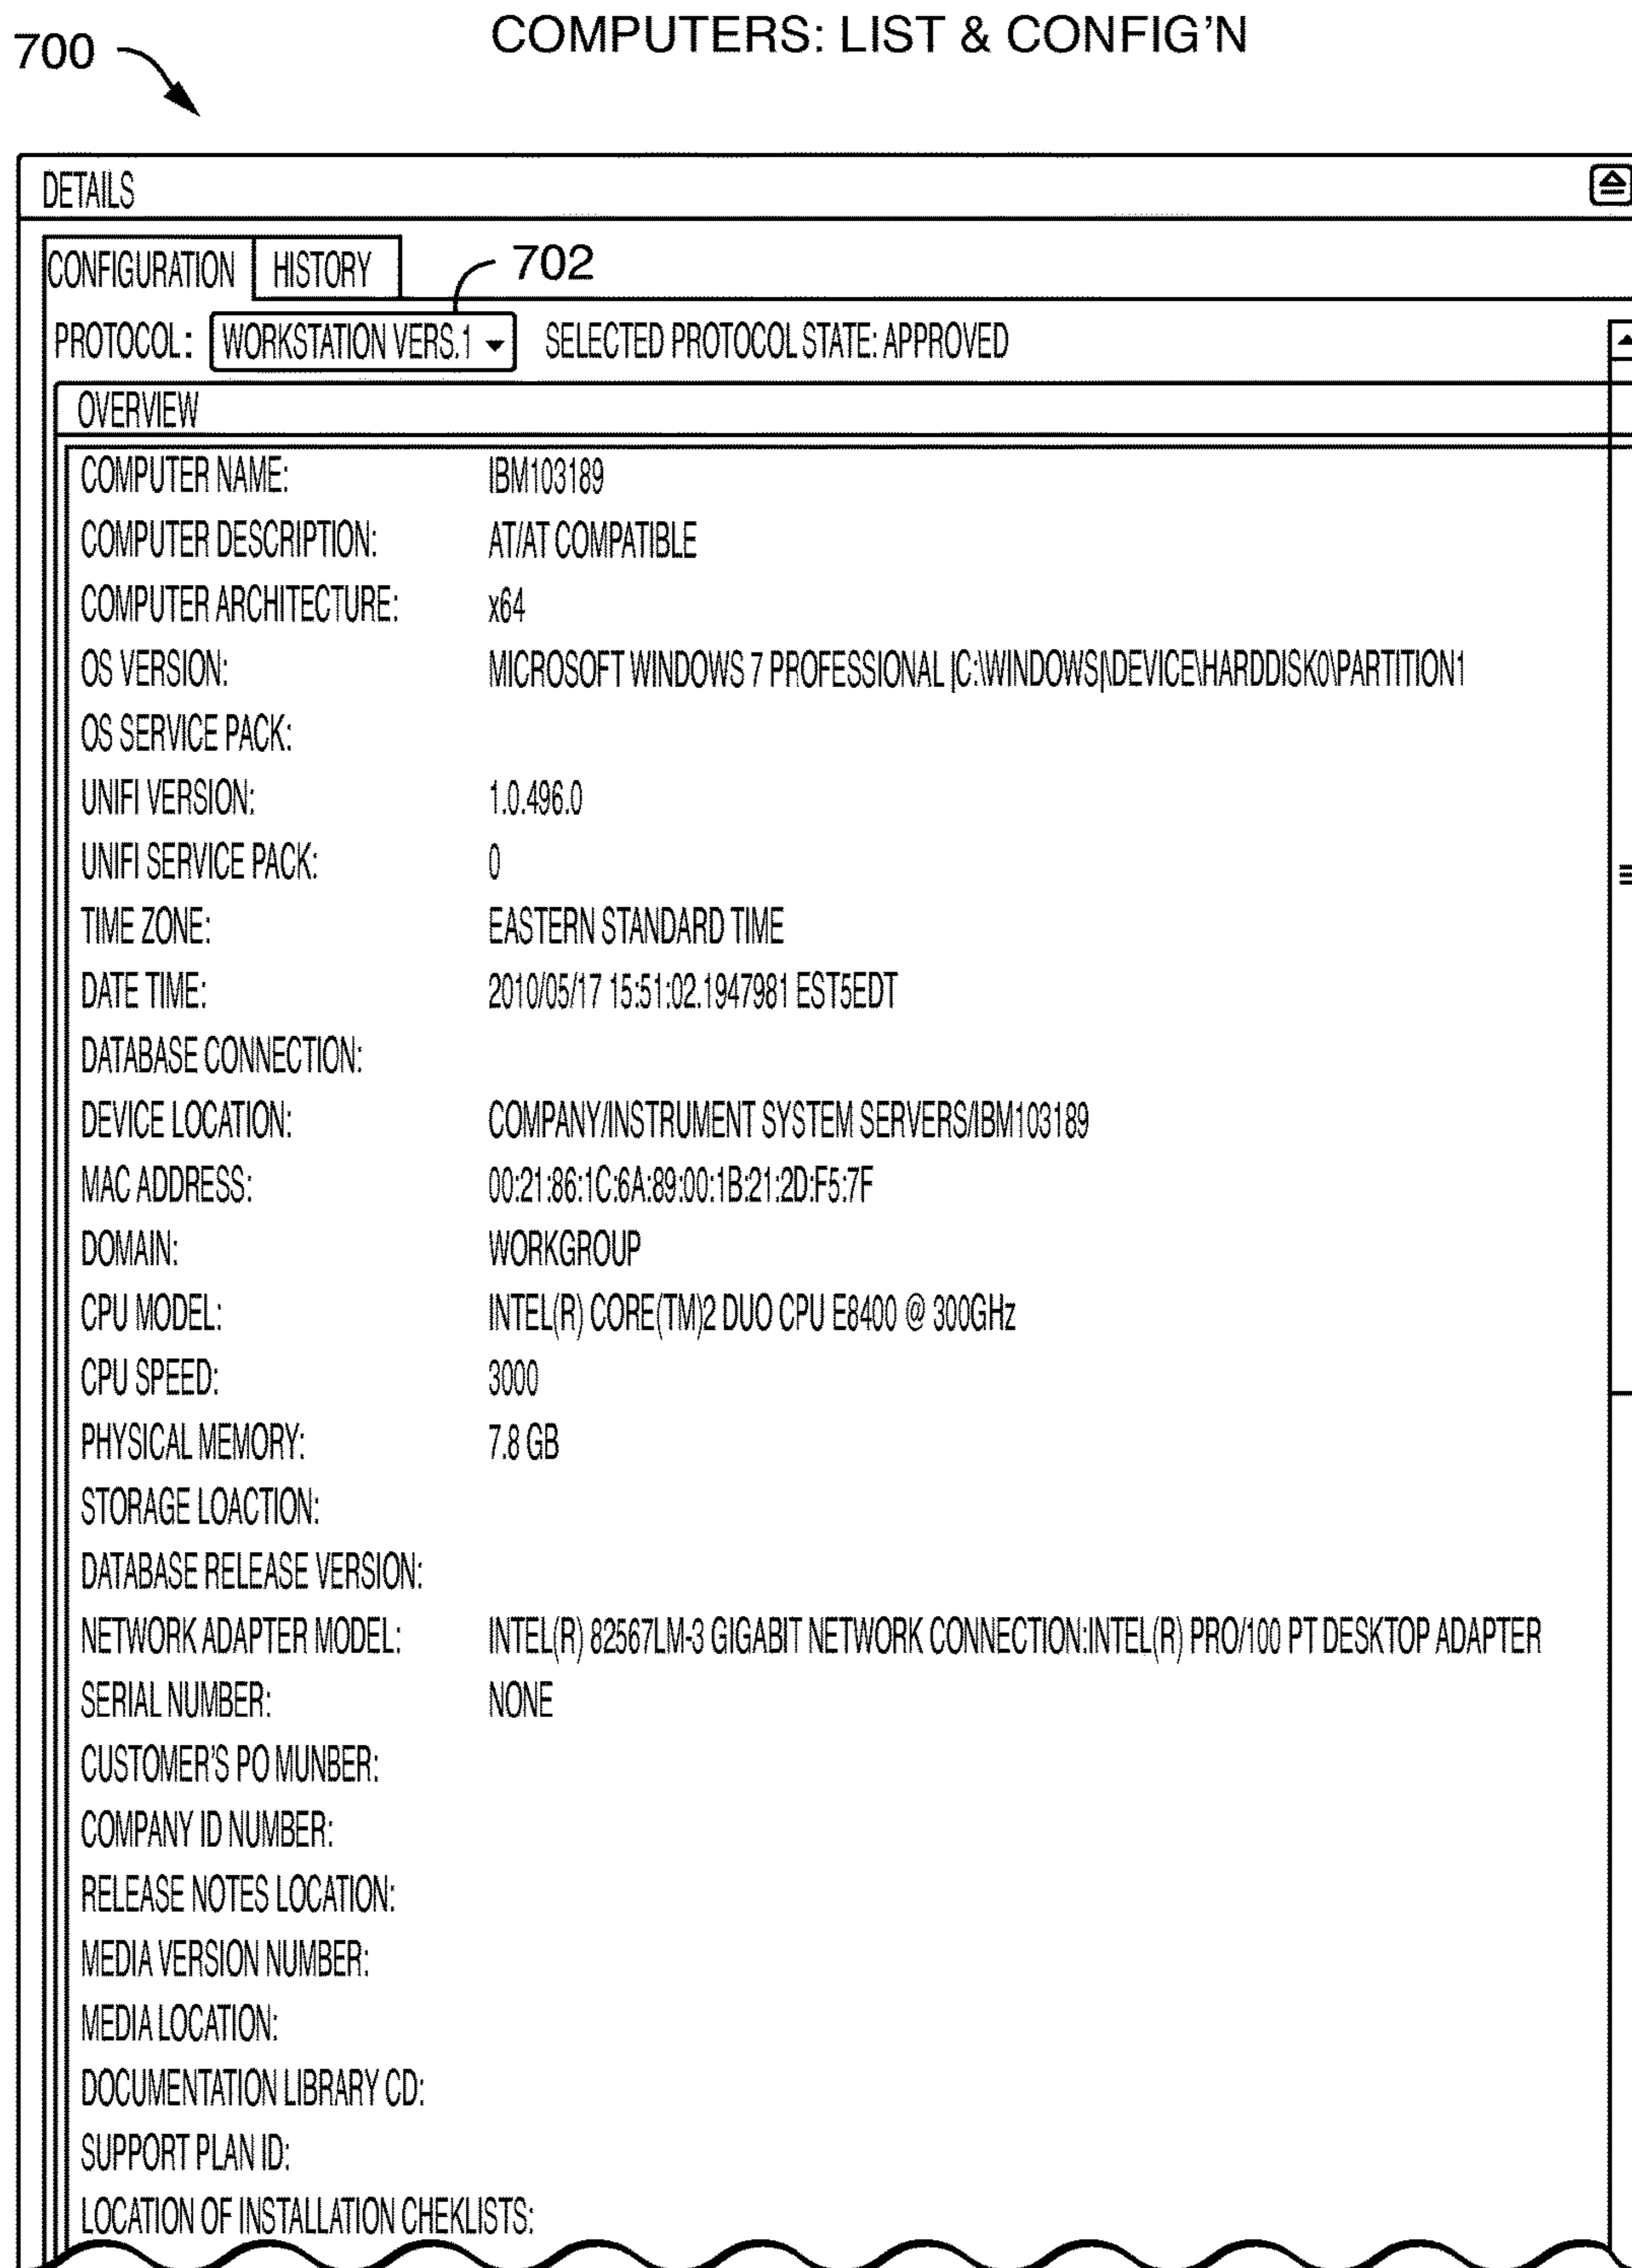 COMPUTERS: LIST & CONFIG'N
700
DETAILS
CONFIGURATION HISTORY
702
PROTOCOL: WORKSTATION VERS.1 SELECTED PROTOCOL STATE: APPROVED
OVERVIEW
COMPUTER NAME: IBM103189
COMPUTER DESCRIPTION: AT/AT COMPATIBLE
COMPUTER ARCHITECTURE: x64
OS VERSION: MICROSOFT WINDOWS 7 PROFESSIONAL |C:\WINDOWS|\DEVICE\HARDDISK0\PARTITION1
OS SERVICE PACK:
UNIFI VERSION: 1.0.496.0
UNIFI SERVICE PACK: 0
TIME ZONE: EASTERN STANDARD TIME
DATE TIME: 2010/05/17 15:51:02.1947981 EST5EDT
DATABASE CONNECTION:
DEVICE LOCATION: COMPANY/INSTRUMENT SYSTEM SERVERS/IBM103189
MAC ADDRESS: 00:21:86:1C:6A:89:00:1B:21:2D:F5:7F
DOMAIN: WORKGROUP
CPU MODEL: INTEL(R) CORE(TM)2 DUO CPU E8400 @ 300GHz
CPU SPEED: 3000
PHYSICAL MEMORY: 7.8 GB
STORAGE LOACTION:
DATABASE RELEASE VERSION:
NETWORK ADAPTER MODEL: INTEL(R) 82567LM-3 GIGABIT NETWORK CONNECTION:INTEL(R) PRO/100 PT DESKTOP ADAPTER
SERIAL NUMBER: NONE
CUSTOMER'S PO MUNBER:
COMPANY ID NUMBER:
RELEASE NOTES LOCATION:
MEDIA VERSION NUMBER:
MEDIA LOCATION:
DOCUMENTATION LIBRARY CD:
SUPPORT PLAN ID:
LOCATION OF INSTALLATION CHEKLISTS: